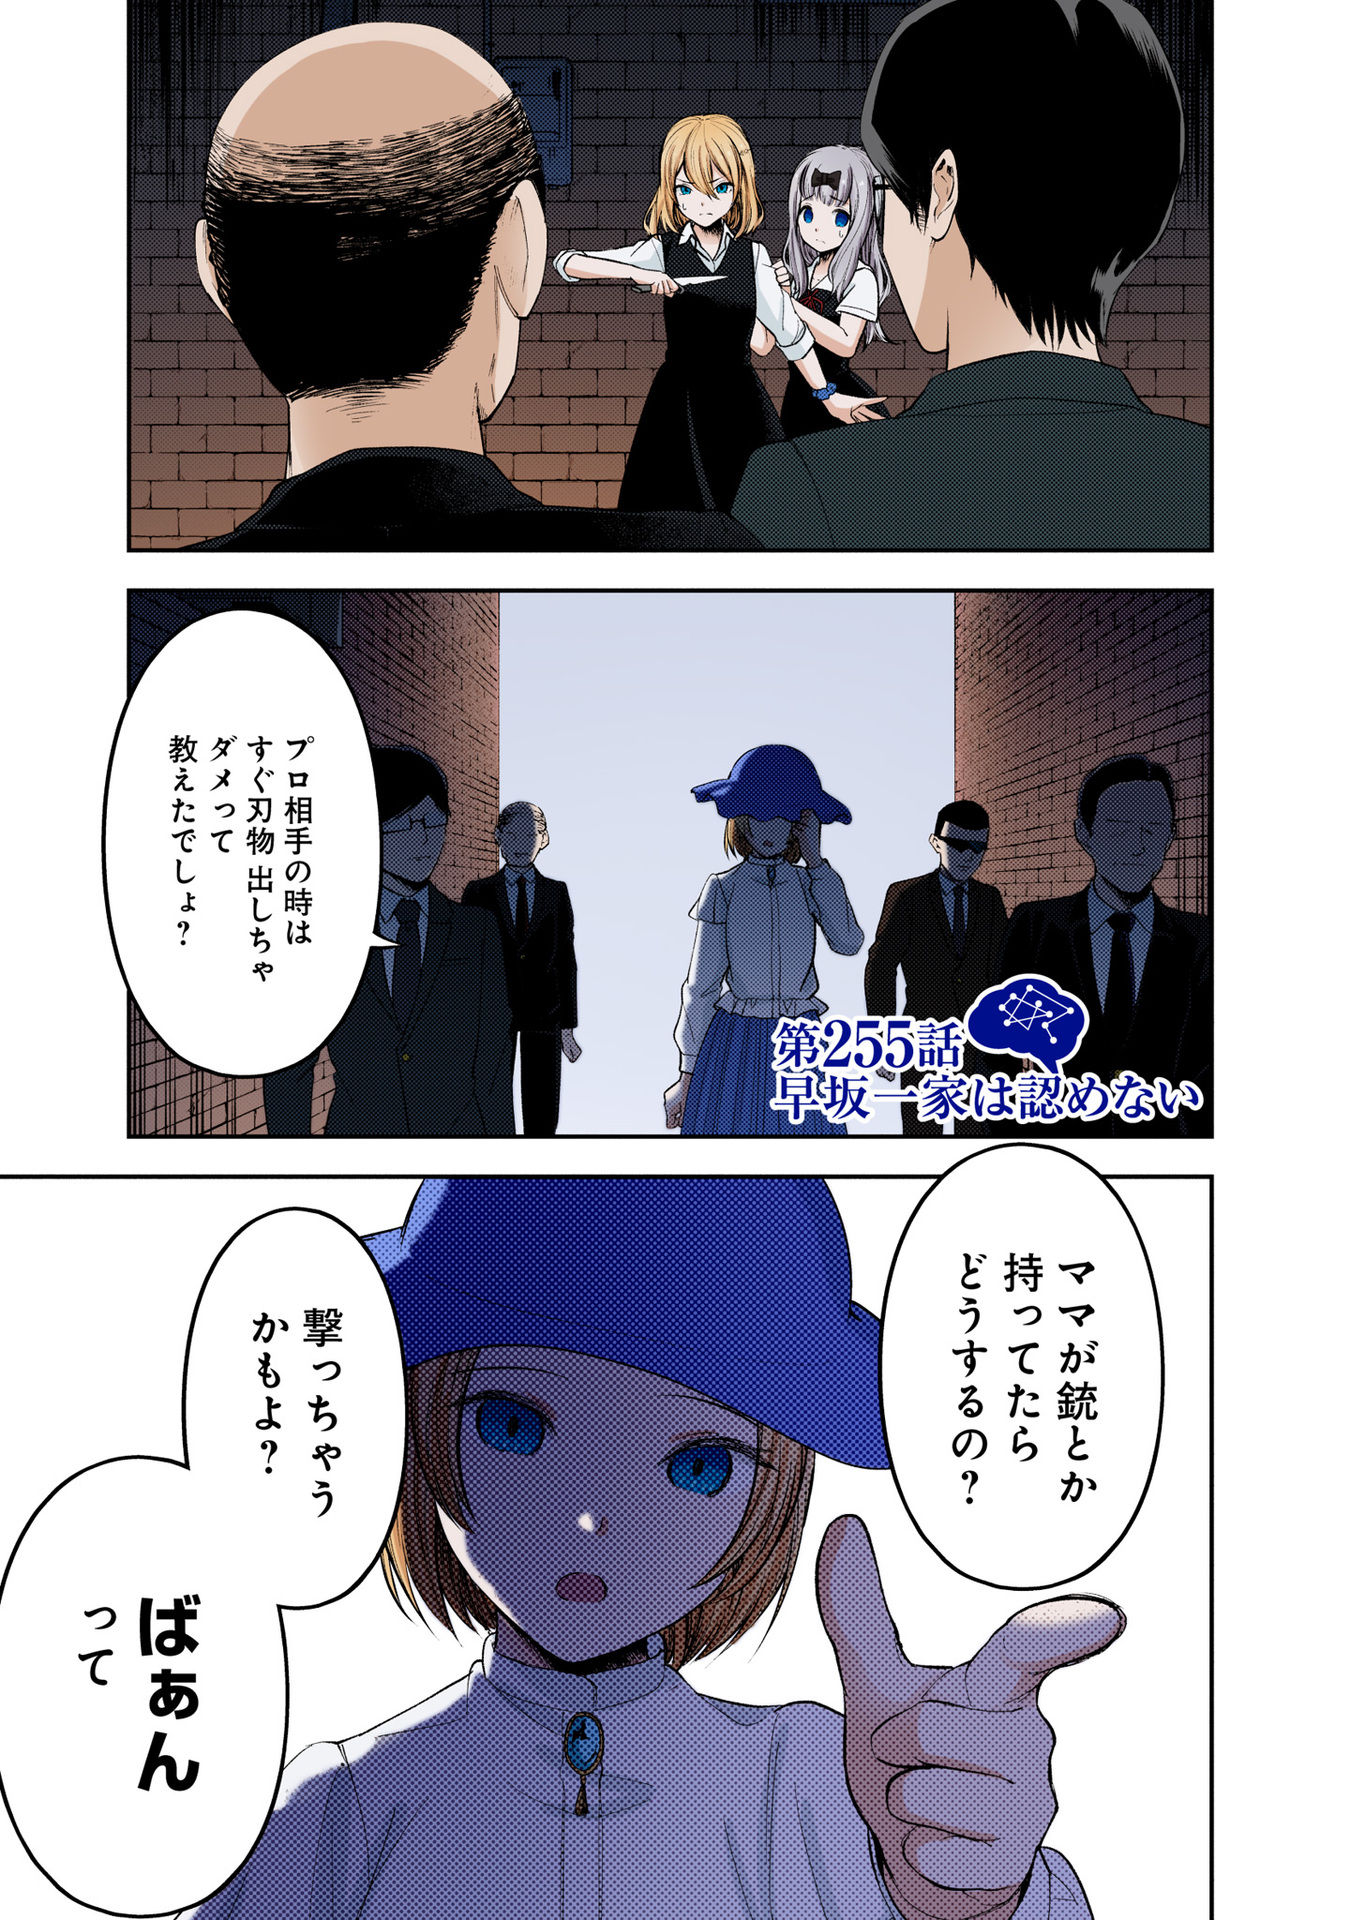 プロ相手の時は
すぐ刃物出しちゃ
ダメって
教えたでしょ?
第255話
早坂一家は認めない
ママが銃とか
持ってたら
どうするの?
撃っちゃう
かもよ?
ばぁん
って